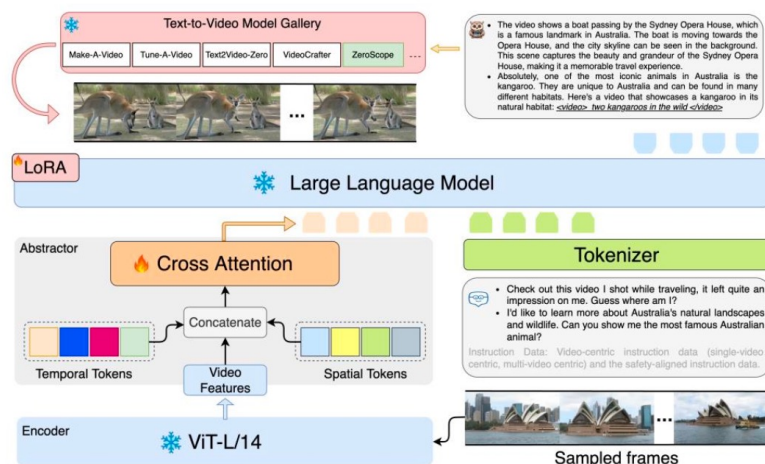 Text-to-Video Model Gallery
Make-A-Video
Tune-A-Video
Text2Video-Zero
VideoCrafter
ZeroScope
...
• The video shows a boat passing by the Sydney Opera House, which
is a famous landmark in Australia. The boat is moving towards the
Opera House, and the city skyline can be seen in the background.
This scene captures the beauty and grandeur of the Sydney Opera
House, making it a memorable travel experience.
• Absolutely, one of the most iconic animals in Australia is the
kangaroo. They are unique to Australia and can be found in many
different habitats. Here's a video that showcases a kangaroo in its
natural habitat: <video> two kangaroos in the wild </video>
...
LoRA
Large Language Model
Abstractor
Cross Attention
Concatenate
Temporal Tokens
Video
Features
Spatial Tokens
Encoder
ViT-L/14
Tokenizer
• Check out this video I shot while traveling, it left quite an
impression on me. Guess where am I?
• I'd like to learn more about Australia's natural landscapes
and wildlife. Can you show me the most famous Australian
animal?
Instruction Data: Video-centric instruction data (single-video
centric, multi-video centric) and the safety-aligned instruction data.
...
Sampled frames